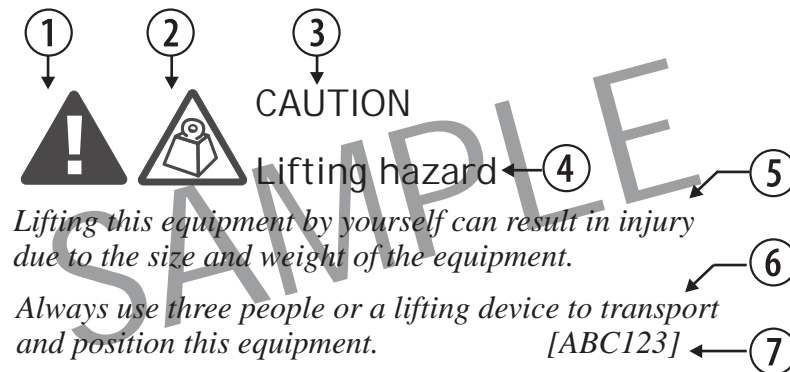 1 2 3
CAUTION
Lifting hazard 4
5
Lifting this equipment by yourself can result in injury
due to the size and weight of the equipment.
6
Always use three people or a lifting device to transport
and position this equipment. [ABC123] 7
SAMPLE